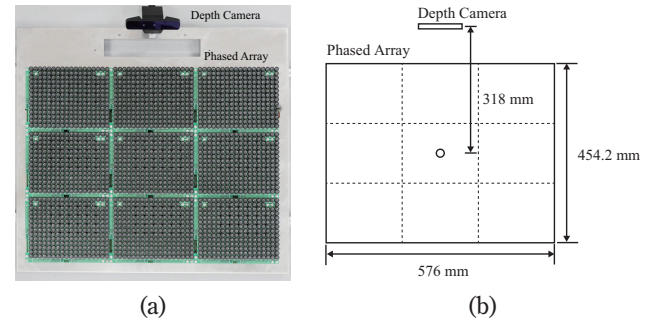 Depth Camera
Phased Array
(a)
Depth Camera
Phased Array
318 mm
454.2 mm
576 mm
(b)